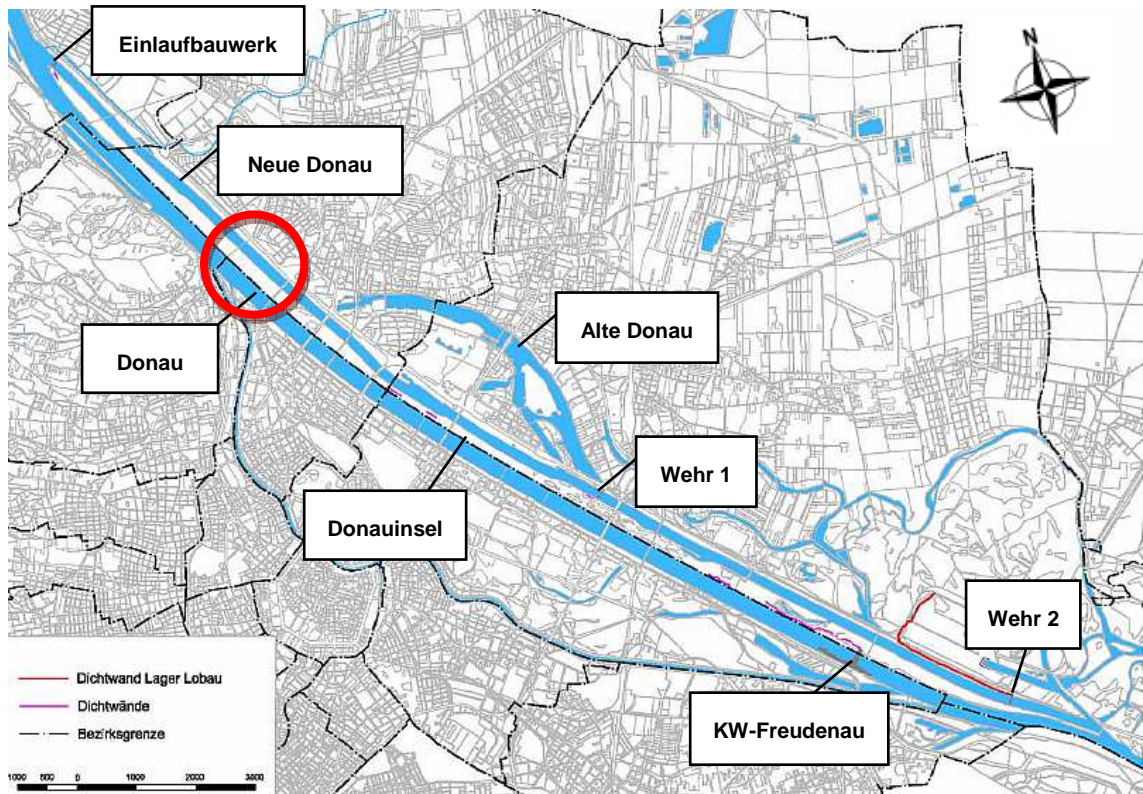 Einlaufbauwerk
N
Neue Donau
Donau
Alte Donau
Wehr 1
Donauinsel
Wehr 2
KW-Freudenau
Dichtwand Lager Lobau
Dichtwände
Bezirksgrenze
1000 500 0 1000 2000 3000